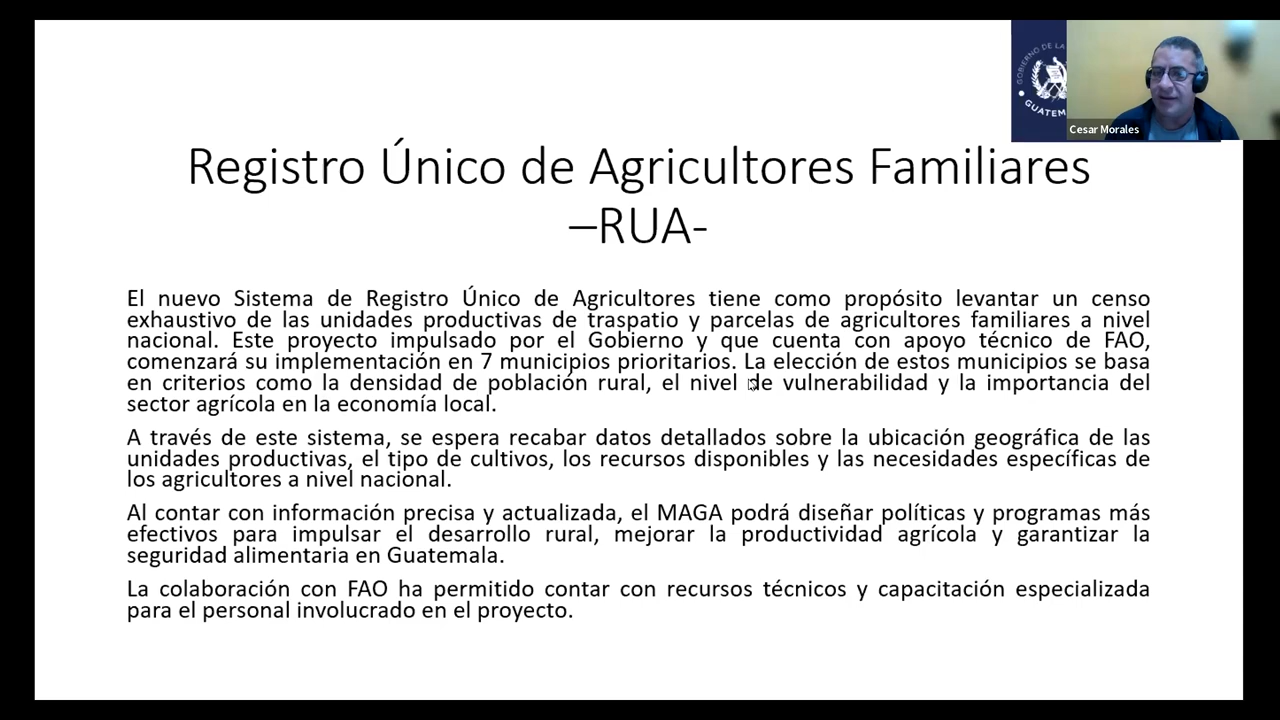 GOBIERNO DE LA
GUATEM
Cesar Morales
Registro Único de Agricultores Familiares
–RUA-
El nuevo Sistema de Registro Único de Agricultores tiene como propósito levantar un censo
exhaustivo de las unidades productivas de traspatio y parcelas de agricultores familiares a nivel
nacional. Este proyecto impulsado por el Gobierno y que cuenta con apoyo técnico de FAO,
comenzará su implementación en 7 municipios prioritarios. La elección de estos municipios se basa
en criterios como la densidad de población rural, el nivel de vulnerabilidad y la importancia del
sector agrícola en la economía local.
A través de este sistema, se espera recabar datos detallados sobre la ubicación geográfica de las
unidades productivas, el tipo de cultivos, los recursos disponibles y las necesidades específicas de
los agricultores a nivel nacional.
Al contar con información precisa y actualizada, el MAGA podrá diseñar políticas y programas más
efectivos para impulsar el desarrollo rural, mejorar la productividad agrícola y garantizar la
seguridad alimentaria en Guatemala.
La colaboración con FAO ha permitido contar con recursos técnicos y capacitación especializada
para el personal involucrado en el proyecto.